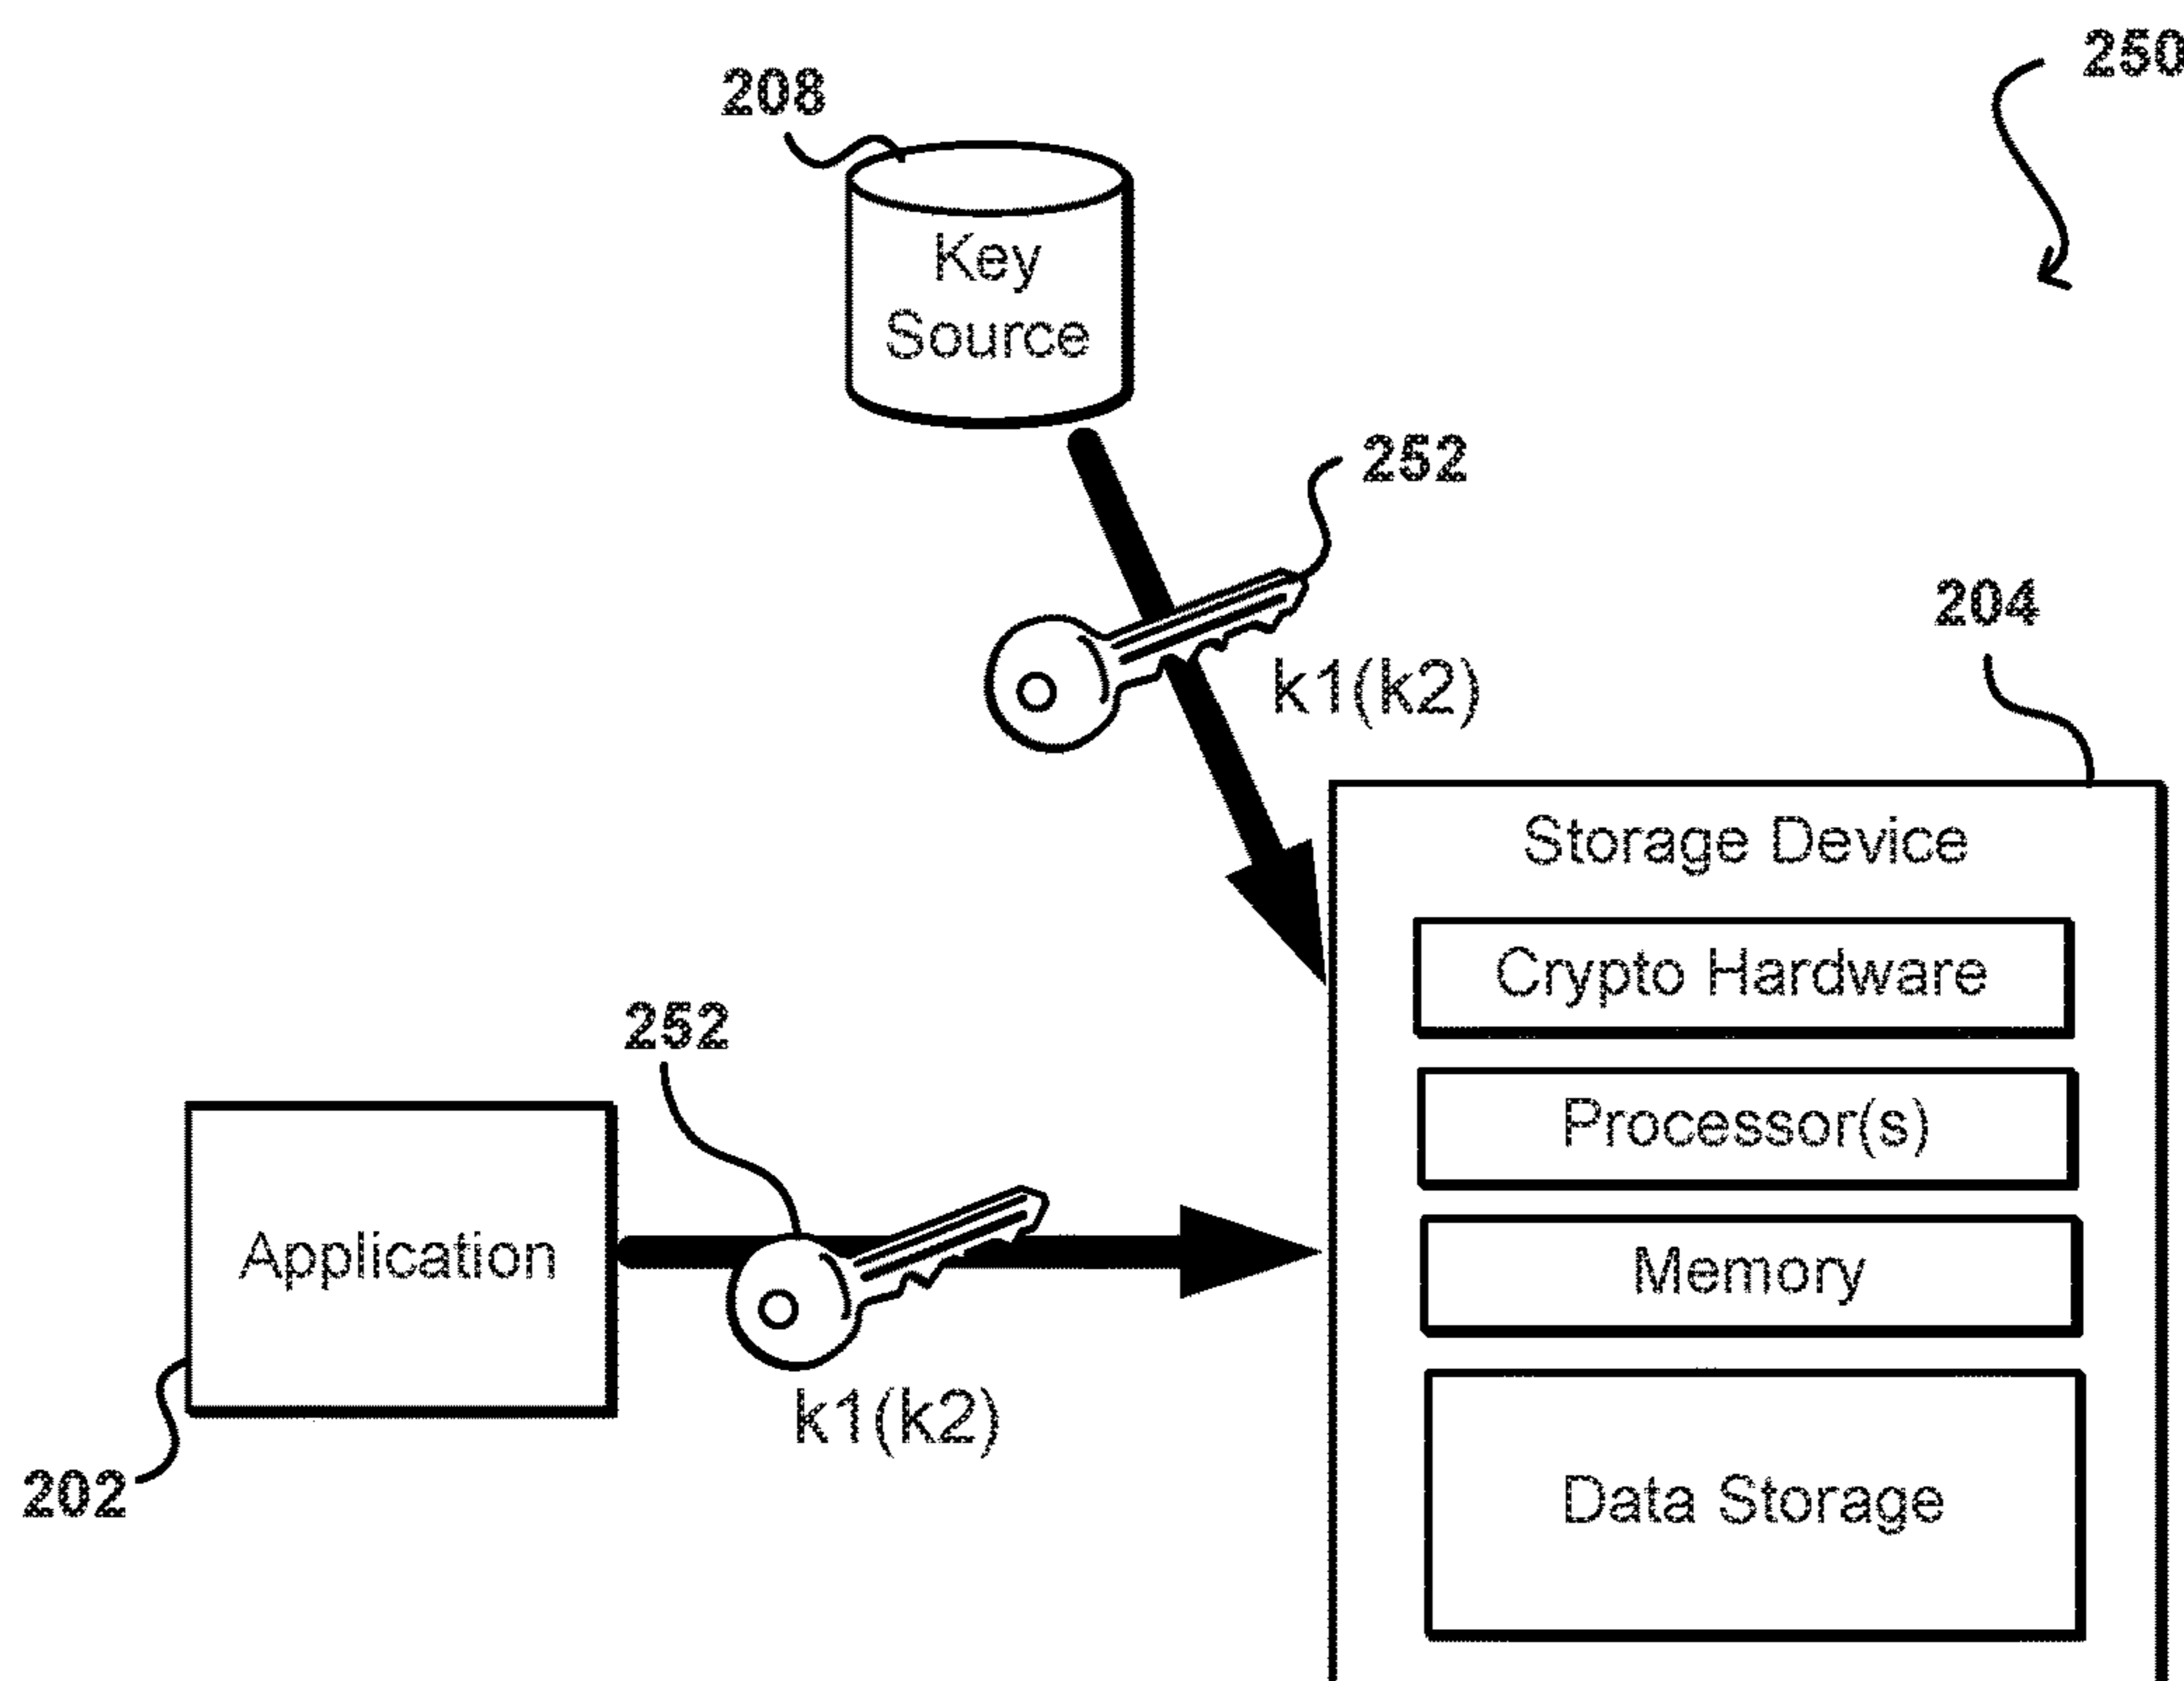 250
208
Key
Source
252
204
k1(k2)
Storage Device
Crypto Hardware
252
Processor(s)
Application
Memory
k1(k2)
202
Data Storage